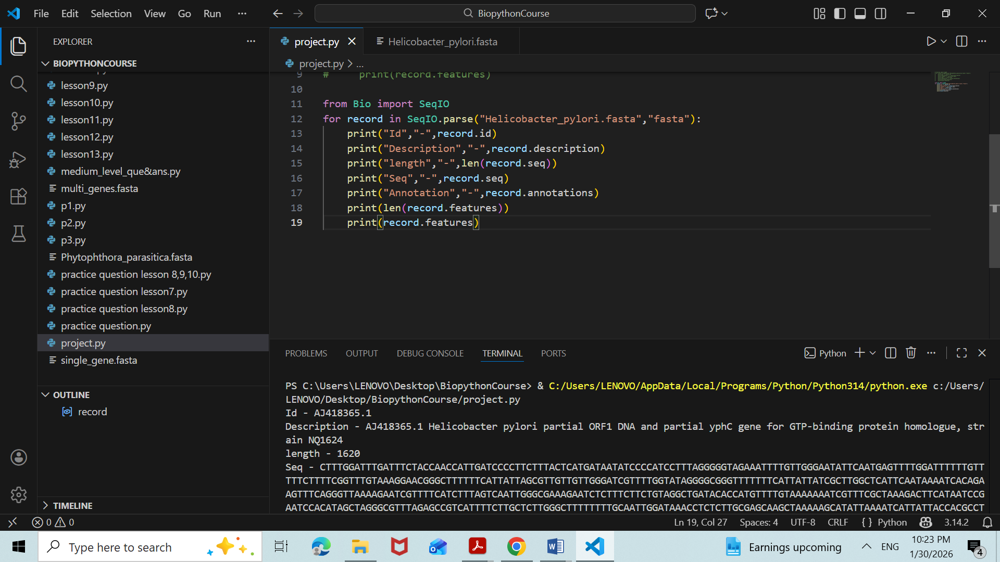 File Edit Selection View Go Run ···
BiopythonCourse
EXPLORER
BIOPYTHONCOURSE
lesson9.py
lesson10.py
lesson11.py
lesson12.py
lesson13.py
medium_level_que&ans.py
multi_genes.fasta
p1.py
p2.py
p3.py
Phytophthora_parasitica.fasta
practice question lesson 8,9,10.py
practice question lesson7.py
practice question lesson8.py
practice question.py
project.py
single_gene.fasta
OUTLINE
record
TIMELINE
project.py
Helicobacter_pylori.fasta
project.py > ...
9 # print(record.features)
10
11 from Bio import SeqIO
12 for record in SeqIO.parse("Helicobacter_pylori.fasta","fasta"):
13 print("Id","-",record.id)
14 print("Description","-",record.description)
15 print("length","-",len(record.seq))
16 print("Seq","-",record.seq)
17 print("Annotation","-",record.annotations)
18 print(len(record.features))
19 print(record.features)
PROBLEMS OUTPUT DEBUG CONSOLE TERMINAL PORTS
Python
PS C:\Users\LENOVO\Desktop\BiopythonCourse> & C:/Users/LENOVO/AppData/Local/Programs/Python/Python314/python.exe c:/Users/
LENOVO/Desktop/BiopythonCourse/project.py
Id - AJ418365.1
Description - AJ418365.1 Helicobacter pylori partial ORF1 DNA and partial yphC gene for GTP-binding protein homologue, str
ain NQ1624
length - 1620
Seq - CTTTGGATTTGATTTCTACCAACCATTGATCCCCTTCTTTACTCATGATAATATCCCCATCCTTTAGGGGGTAGAAATTTTGTTGGGAATATTCAATGAGTTTTGGATTTTTTGTT
TTTCTTTTCGGTTTGTAAAGGAACGGGCTTTTTTCATTATTAGCGTTGTTGTTGGGATCGTTTTGGTATAGGGGCGGGTTTTTTTCATTATTATCGCTTGGCTCATTCAATAAAATCACAGA
AGTTTCAGGGTTAAAAGAATCGTTTTCATCTTTAGTCAATTGGGCGAAAGAATCTCTTTCTTCTGTAGGCTGATACACCATGTTTTGTAAAAAAATCGTTTCGCTAAAGACTTCATAATCCG
AATCCACATAGCTAGGGCGTTTAGAGCCGTCATTTTCTTGCTCTTGGGCTTTTTTTTGCAATTGGATAAACCTCTCTTGCGAGCAAGCTAAAAAGCATATTAAAATCATTATTACCACGCCT
0 0
Ln 19, Col 27 Spaces: 4 UTF-8 CRLF { } Python 3.14.2
Type here to search
Earnings upcoming
ENG
10:23 PM
1/30/2026
4